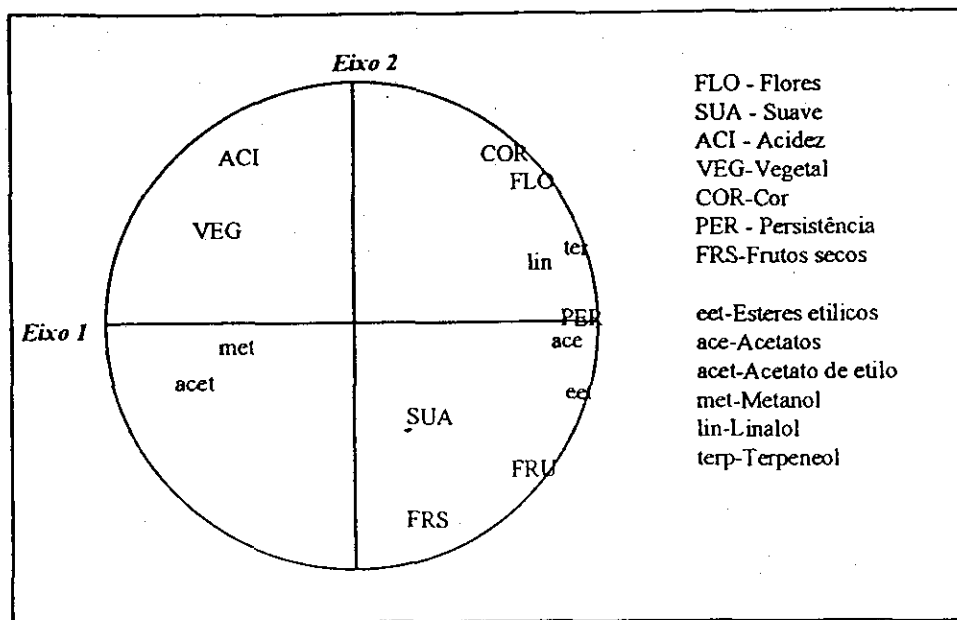 Eixo 2
ACI
COR
FLO
VEG
ter
lin
Eixo 1
PER
met
ace
acet
eet
SUA
FRU
FRS
FLO - Flores
SUA - Suave
ACI - Acidez
VEG-Vegetal
COR-Cor
PER - Persistência
FRS-Frutos secos
eet-Esteres etilicos
ace-Acetatos
acet-Acetato de etilo
met-Metanol
lin-Linalol
terp-Terpeneol